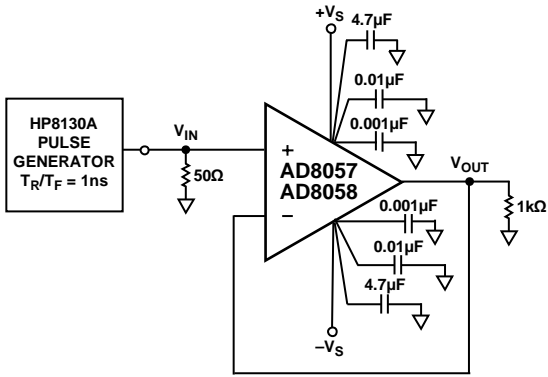 +VS
4.7µF
0.01µF
0.001µF
HP8130A
PULSE
GENERATOR
TR/TF = 1ns
VIN
50Ω
+
AD8057
AD8058
–
VOUT
1kΩ
0.001µF
0.01µF
4.7µF
–VS